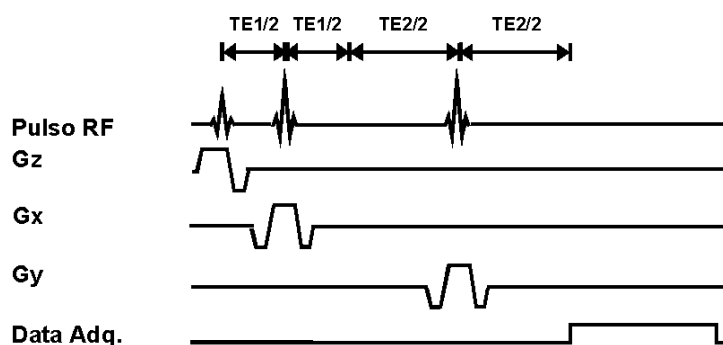 TE1/2 TE1/2 TE2/2 TE2/2
Pulso RF
Gz
Gx
Gy
Data Adq.